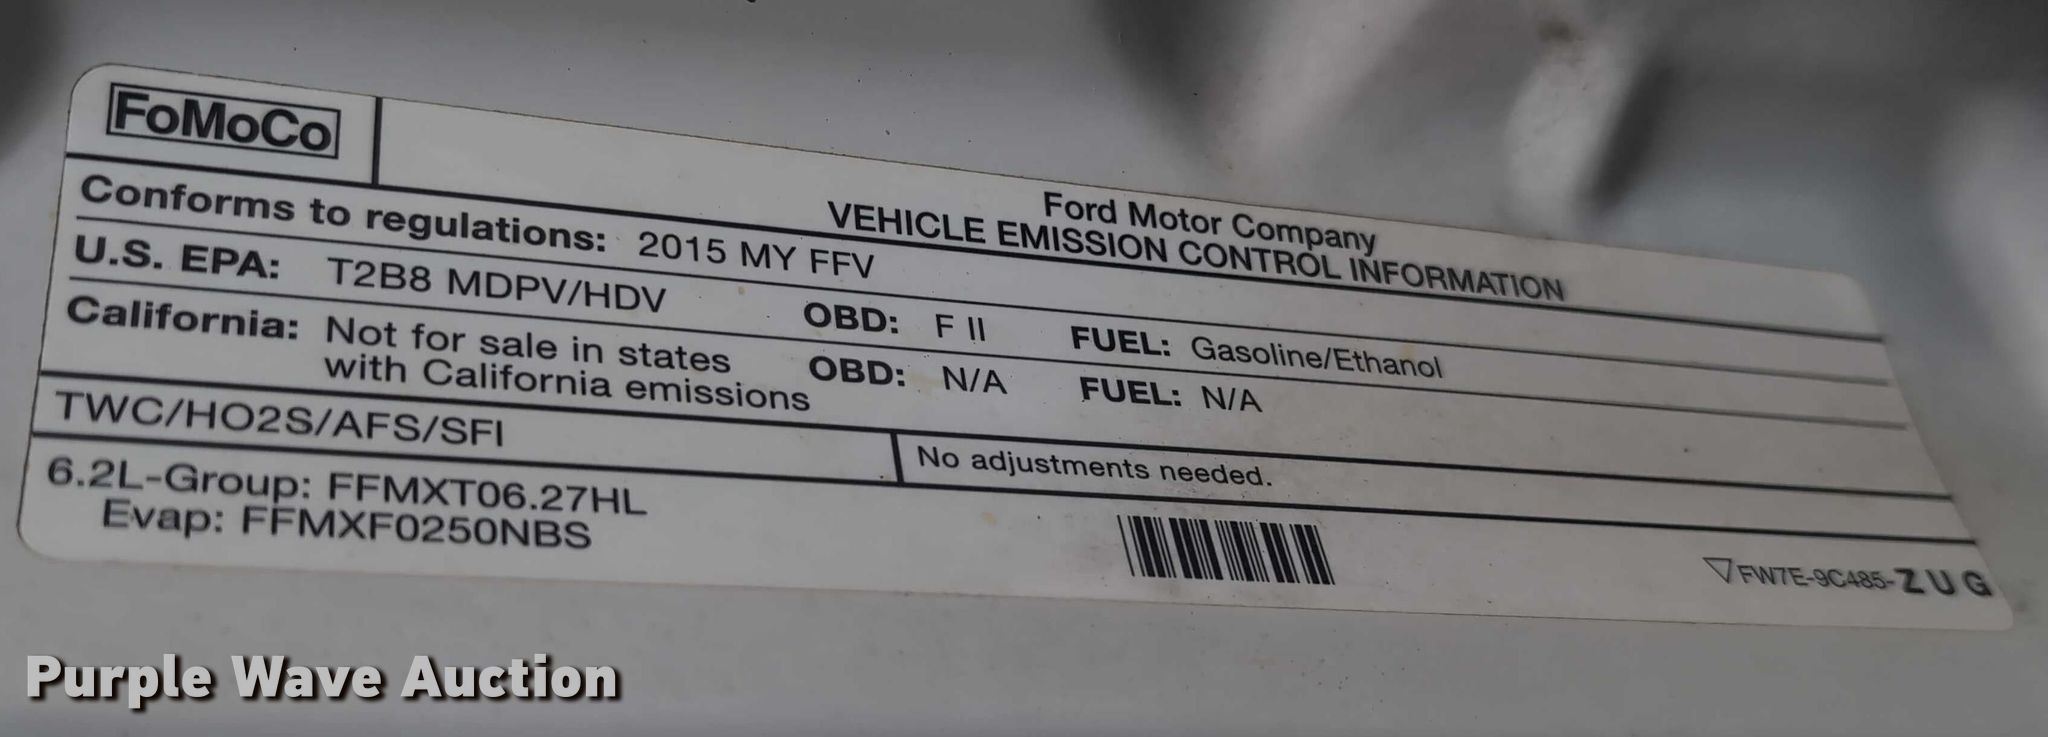 FoMoCo
Ford Motor Company
VEHICLE EMISSION CONTROL INFORMATION
Conforms to regulations: 2015 MY FFV
U.S. EPA: T2B8 MDPV/HDV OBD: F II FUEL: Gasoline/Ethanol
California: Not for sale in states OBD: N/A FUEL: N/A
with California emissions
TWC/HO2S/AFS/SFI
No adjustments needed.
6.2L-Group: FFMXT06.27HL
Evap: FFMXF0250NBS
▽FW7E-9C485-ZUG
Purple Wave Auction